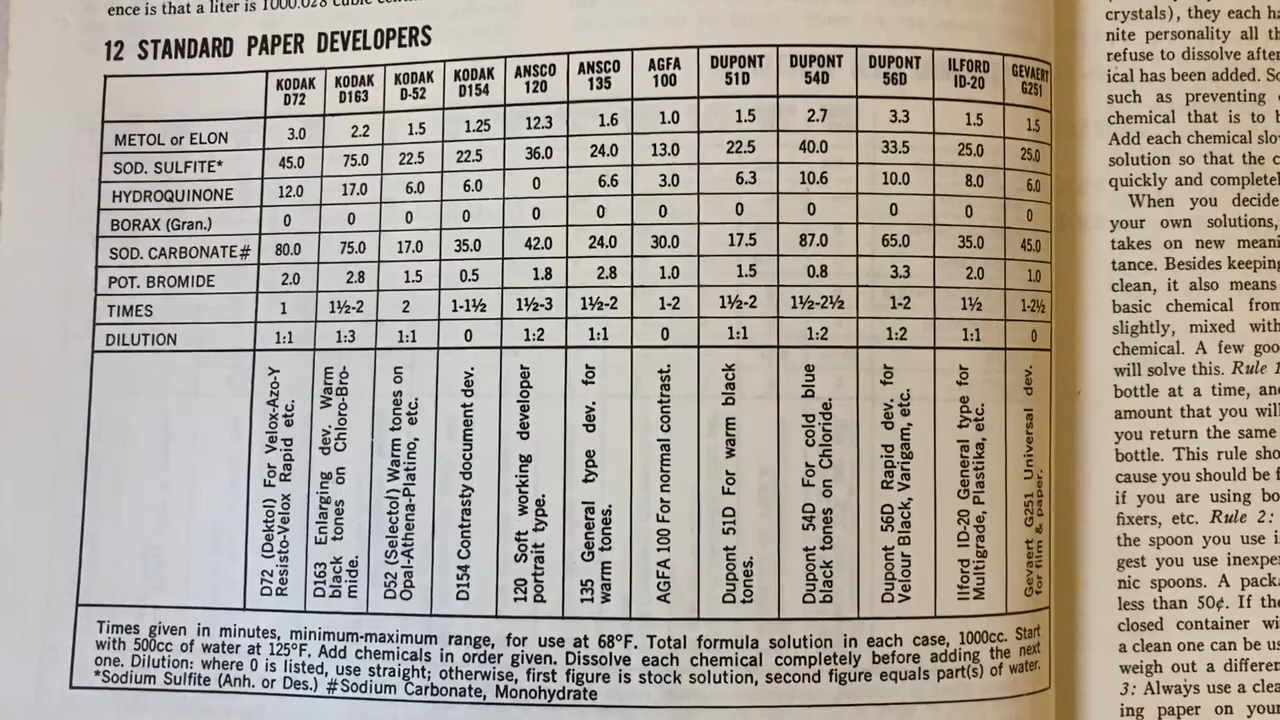 ence is that a liter is 1000.028 cubic
12 STANDARD PAPER DEVELOPERS
KODAK D72 KODAK D163 KODAK D-52 KODAK D154 ANSCO 120 ANSCO 135 AGFA 100 DUPONT 51D DUPONT 54D DUPONT 56D ILFORD ID-20 GEVAERT G251
METOL or ELON 3.0 2.2 1.5 1.25 12.3 1.6 1.0 1.5 2.7 3.3 1.5 1.5
SOD. SULFITE* 45.0 75.0 22.5 22.5 36.0 24.0 13.0 22.5 40.0 33.5 25.0 25.0
HYDROQUINONE 12.0 17.0 6.0 6.0 0 6.6 3.0 6.3 10.6 10.0 8.0 6.0
BORAX (Gran.) 0 0 0 0 0 0 0 0 0 0 0 0
SOD. CARBONATE# 80.0 75.0 17.0 35.0 42.0 24.0 30.0 17.5 87.0 65.0 35.0 45.0
POT. BROMIDE 2.0 2.8 1.5 0.5 1.8 2.8 1.0 1.5 0.8 3.3 2.0 1.0
TIMES 1 1½-2 2 1-1½ 1½-3 1½-2 1-2 1½-2 1½-2½ 1-2 1½ 1-2½
DILUTION 1:1 1:3 1:1 0 1:2 1:1 0 1:1 1:2 1:2 1:1 0
D72 (Dektol) For Velox-Azo-Y
Resisto-Velox Rapid etc.
D163 Enlarging dev. Warm
black tones on Chloro-Bro-
mide.
D52 (Selectol) Warm tones on
Opal-Athena-Platino, etc.
D154 Contrasty document dev.
120 Soft working developer
portrait type.
135 General type dev. for
warm tones.
AGFA 100 For normal contrast.
Dupont 51D For warm black
tones.
Dupont 54D For cold blue
black tones on Chloride.
Dupont 56D Rapid dev. for
Velour Black, Varigam, etc.
Ilford ID-20 General type for
Multigrade, Plastika, etc.
Gevaert G251 Universal dev.
for film & paper.
Times given in minutes, minimum-maximum range, for use at 68°F. Total formula solution in each case, 1000cc. Start
with 500cc of water at 125°F. Add chemicals in order given. Dissolve each chemical completely before adding the next
one. Dilution: where 0 is listed, use straight; otherwise, first figure is stock solution, second figure equals part(s) of water.
*Sodium Sulfite (Anh. or Des.) #Sodium Carbonate, Monohydrate
crystals), they each
nite personality all
refuse to dissolve after
ical has been added.
such as preventing
chemical that is to
Add each chemical
solution so that the
quickly and
When you decide
your own solutions,
takes on new
tance. Besides keeping
clean, it also means
basic chemical from
slightly, mixed with
chemical. A few
will solve this. Rule
bottle at a time,
amount that you will
you return the same
bottle. This rule
cause you should be
if you are using
fixers, etc. Rule 2:
the spoon you use
gest you use
nic spoons. A
less than 50¢. If
closed container
a clean one can be
weigh out a
3: Always use a
ing paper on your